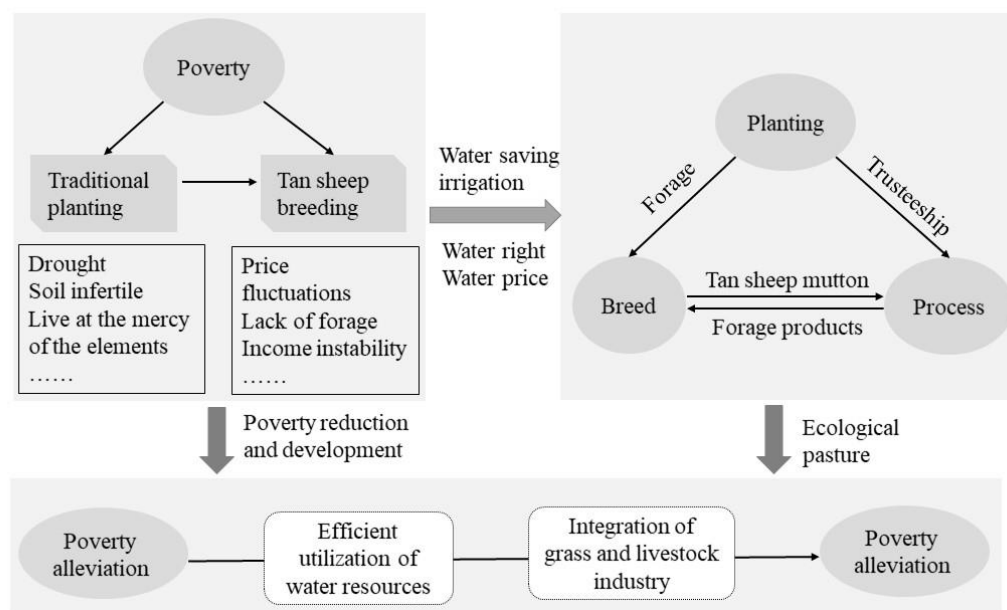 Poverty
Traditional
planting
Tan sheep
breeding
Drought
Soil infertile
Live at the mercy
of the elements
……
Price
fluctuations
Lack of forage
Income instability
……
Water saving
irrigation
Water right
Water price
Planting
Forage
Trusteeship
Breed
Tan sheep mutton
Forage products
Process
Poverty reduction
and development
Ecological
pasture
Poverty
alleviation
Efficient
utilization of
water resources
Integration of
grass and livestock
industry
Poverty
alleviation